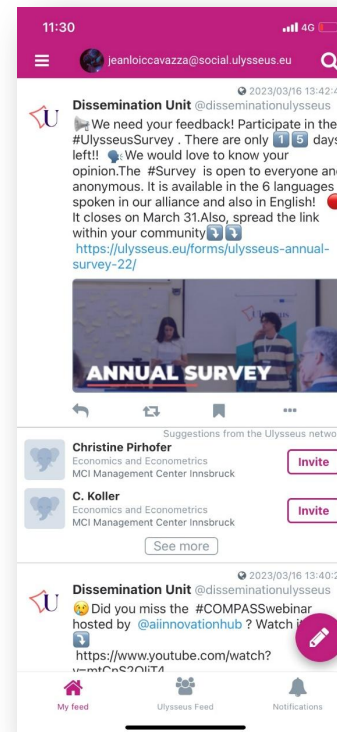 11:30
4G
jeanloiccavazza@social.ulysseus.eu
2023/03/16 13:42:4
Dissemination Unit @disseminationulysseus
We need your feedback! Participate in the
#UlysseusSurvey . There are only 1 5 days
left!! We would love to know your
opinion.The #Survey is open to everyone and
anonymous. It is available in the 6 languages
spoken in our alliance and also in English!
It closes on March 31.Also, spread the link
within your community
https://ulysseus.eu/forms/ulysseus-annual-
survey-22/
ANNUAL SURVEY
Suggestions from the Ulysseus netwo
Christine Pirhofer
Economics and Econometrics
MCI Management Center Innsbruck
Invite
C. Koller
Economics and Econometrics
MCI Management Center Innsbruck
Invite
See more
2023/03/16 13:40:2
Dissemination Unit @disseminationulysseus
Did you miss the #COMPASSwebinar
hosted by @aiinnovationhub ? Watch i
https://www.youtube.com/watch?
My feed
Ulysseus Feed
Notifications